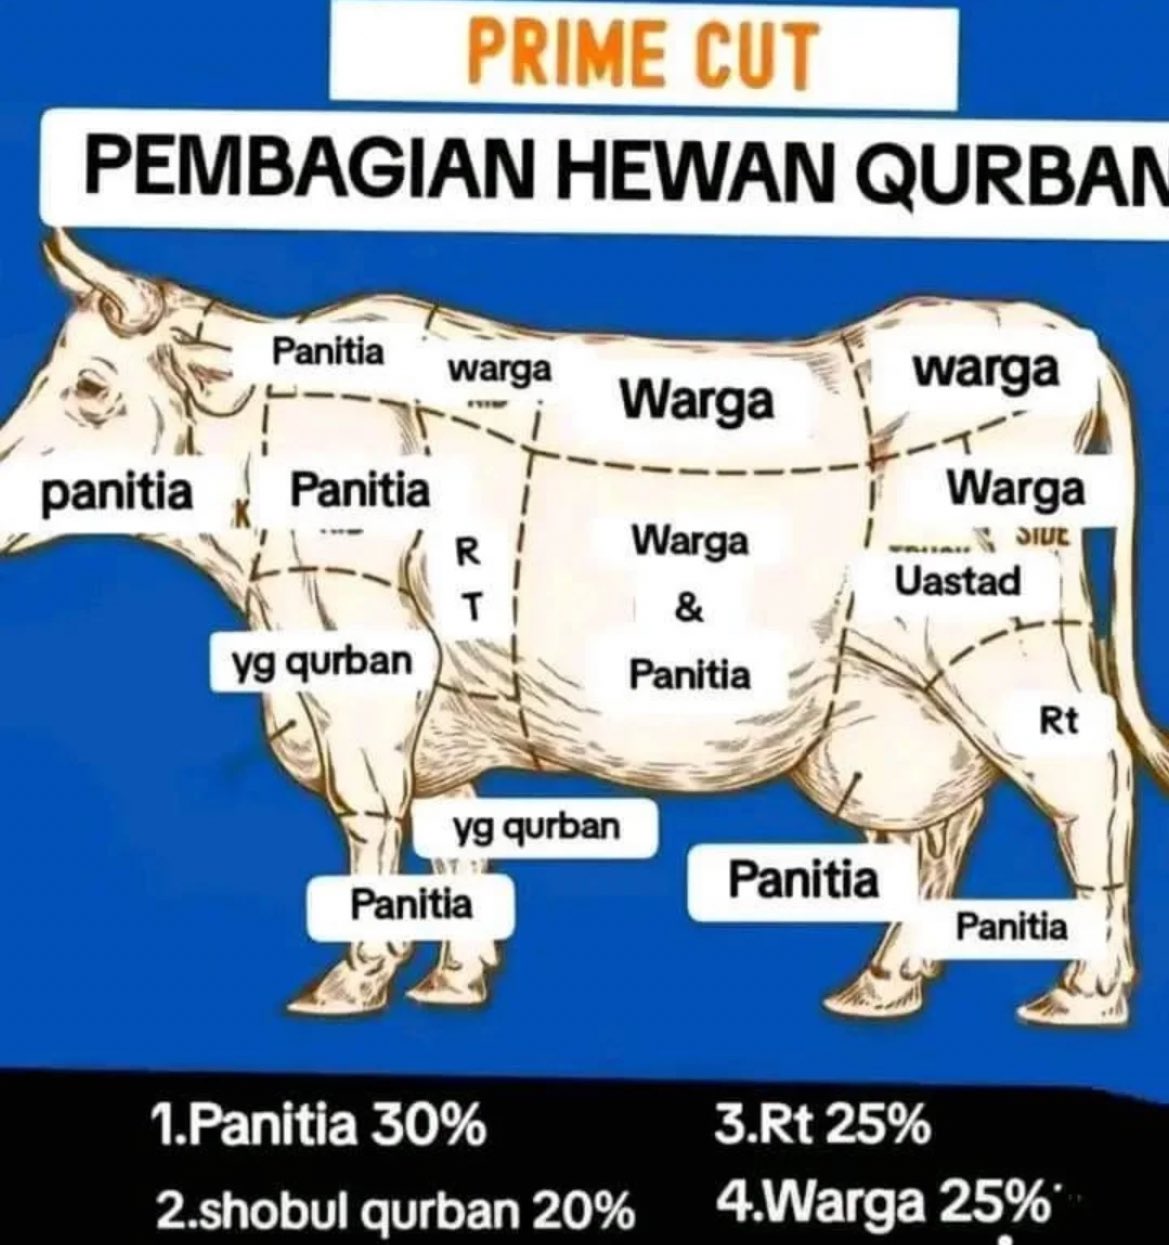 PRIME CUT
PEMBAGIAN HEWAN QURBAN
Panitia
warga
Warga
warga
panitia
K
Panitia
Warga
SIDE
R
T
Warga
&
Panitia
Uastad
yg qurban
Rt
yg qurban
Panitia
Panitia
Panitia
1.Panitia 30%
3.Rt 25%
2.shobul qurban 20%
4.Warga 25%